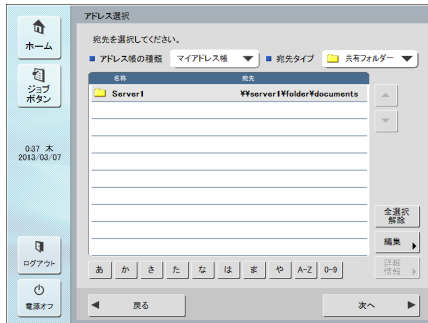 アドレス選択
ホーム
宛先を選択してください。
アドレス帳の種類 マイアドレス帳 宛先タイプ 共有フォルダー
名称 宛先
Server1 ¥¥server1¥folder¥documents
ジョブ
ボタン
0:37 木
2013/03/07
全選択
解除
編集
詳細
情報
ログアウト
あ か さ た な は ま や A-Z 0-9
電源オフ
戻る 次へ